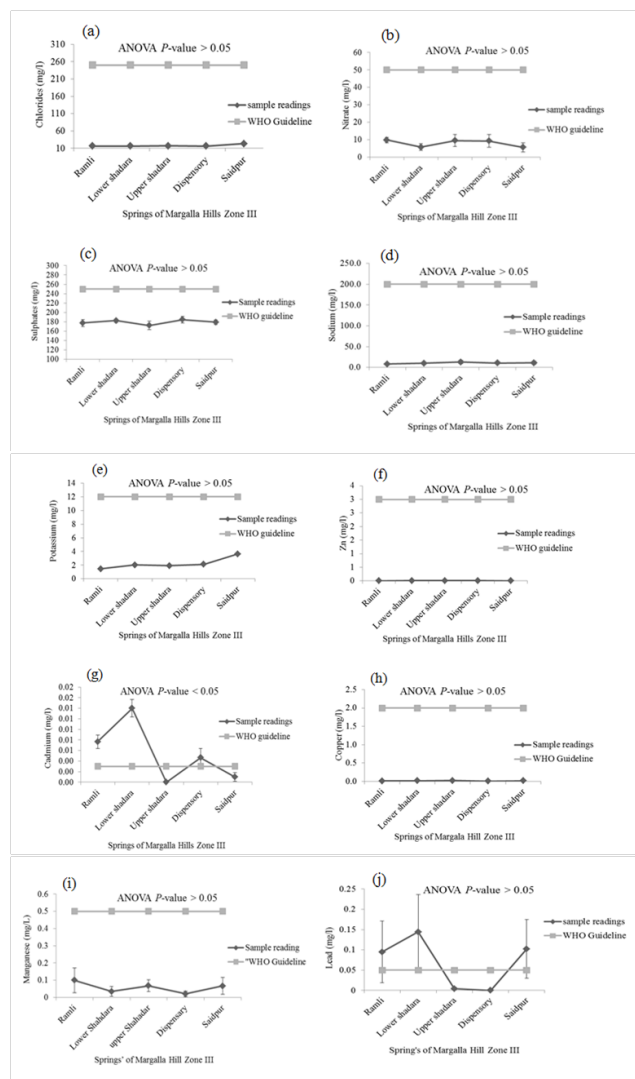 (a)
ANOVA P-value > 0.05
310
260
210
160
110
60
10
Chlorides (mg/l)
sample readings
WHO Guideline
Ramli
Lower shadara
Upper shadara
Dispensory
Saidpur
Springs of Margalla Hills Zone III
(b)
ANOVA P-value > 0.05
60
50
40
30
20
10
0
Nitrate (mg/l)
sample readings
WHO guideline
Ramli
Lower shadara
Upper shadara
Dispensory
Saidpur
Springs of Margalla Hill Zone III
(c)
ANOVA P-value > 0.05
300
280
260
240
220
200
180
160
140
120
100
Sulphates (mg/l)
Sample readings
WHO guideline
Ramli
Lower shadara
Upper shadara
Dispensory
Saidpur
Springs of Margalla Hills Zone III
(d)
ANOVA P-value > 0.05
250.0
200.0
150.0
100.0
50.0
0.0
Sodium (mg/l)
Sample readings
WHO guideline
Ramli
Lower shadara
Upper shadara
Dispensory
Saidpur
Springs of Margalla Hill Zone III
(e)
ANOVA P-value > 0.05
14
12
10
8
6
4
2
0
Potassium (mg/l)
Sample readings
WHO guideline
Ramli
Lower shadara
Upper shadara
Dispensory
Saidpur
Springs of Margalla Hills Zone III
(f)
ANOVA P-value > 0.05
4
4
3
3
2
2
1
1
0
Zn (mg/l)
Sample readings
WHO guideline
Ramli
Lower shadara
Upper shadara
Dispensory
Saidpur
Springs of Margalla Hill Zone III
(g)
ANOVA P-value < 0.05
0.02
0.02
0.01
0.01
0.01
0.01
0.01
0.00
0.00
0.00
Cadmium (mg/l)
Sample readings
WHO guideline
Ramli
Lower shadara
Upper shadara
Dispensory
Saidpur
Springs of Margalla Hills Zone III
(h)
ANOVA P-value > 0.05
2.5
2.0
1.5
1.0
0.5
0.0
Copper (mg/l)
Sample readings
WHO Guideline
Ramli
Lower shadara
Upper shadara
Dispensory
Saidpur
Springs of Margalla Hill Zone III
(i)
ANOVA P-value > 0.05
0.6
0.5
0.4
0.3
0.2
0.1
0
Manganese (mg/L)
Sample reading
"WHO Guideline
Ramli
Lower Shahdara
upper Shahadar
Dispensary
Saidpur
Springs' of Margalla Hill Zone III
(j)
ANOVA P-value > 0.05
0.25
0.2
0.15
0.1
0.05
0
Lead (mg/l)
sample readings
WHO Guideline
Ramli
Lower shadara
Upper shadara
Dispensory
Saidpur
Spring's of Margalla Hill Zone III